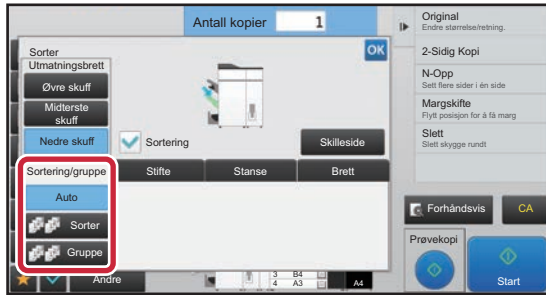 Antall kopier 1
Sorter
OK
Utmatningsbrett
Øvre skuff
Midterste
skuff
Nedre skuff
Sortering
Skilleside
Sortering/gruppe
Stifte
Stanse
Brett
Auto
Sorter
Gruppe
Andre
3 B4
4 A3
A4
Original
Endre størrelse/retning.
2-Sidig Kopi
N-Opp
Sett flere sider i én side
Margskifte
Flytt posisjon for å få marg
Slett
Slett skygge rundt
Forhåndsvis
CA
Prøvekopi
Start